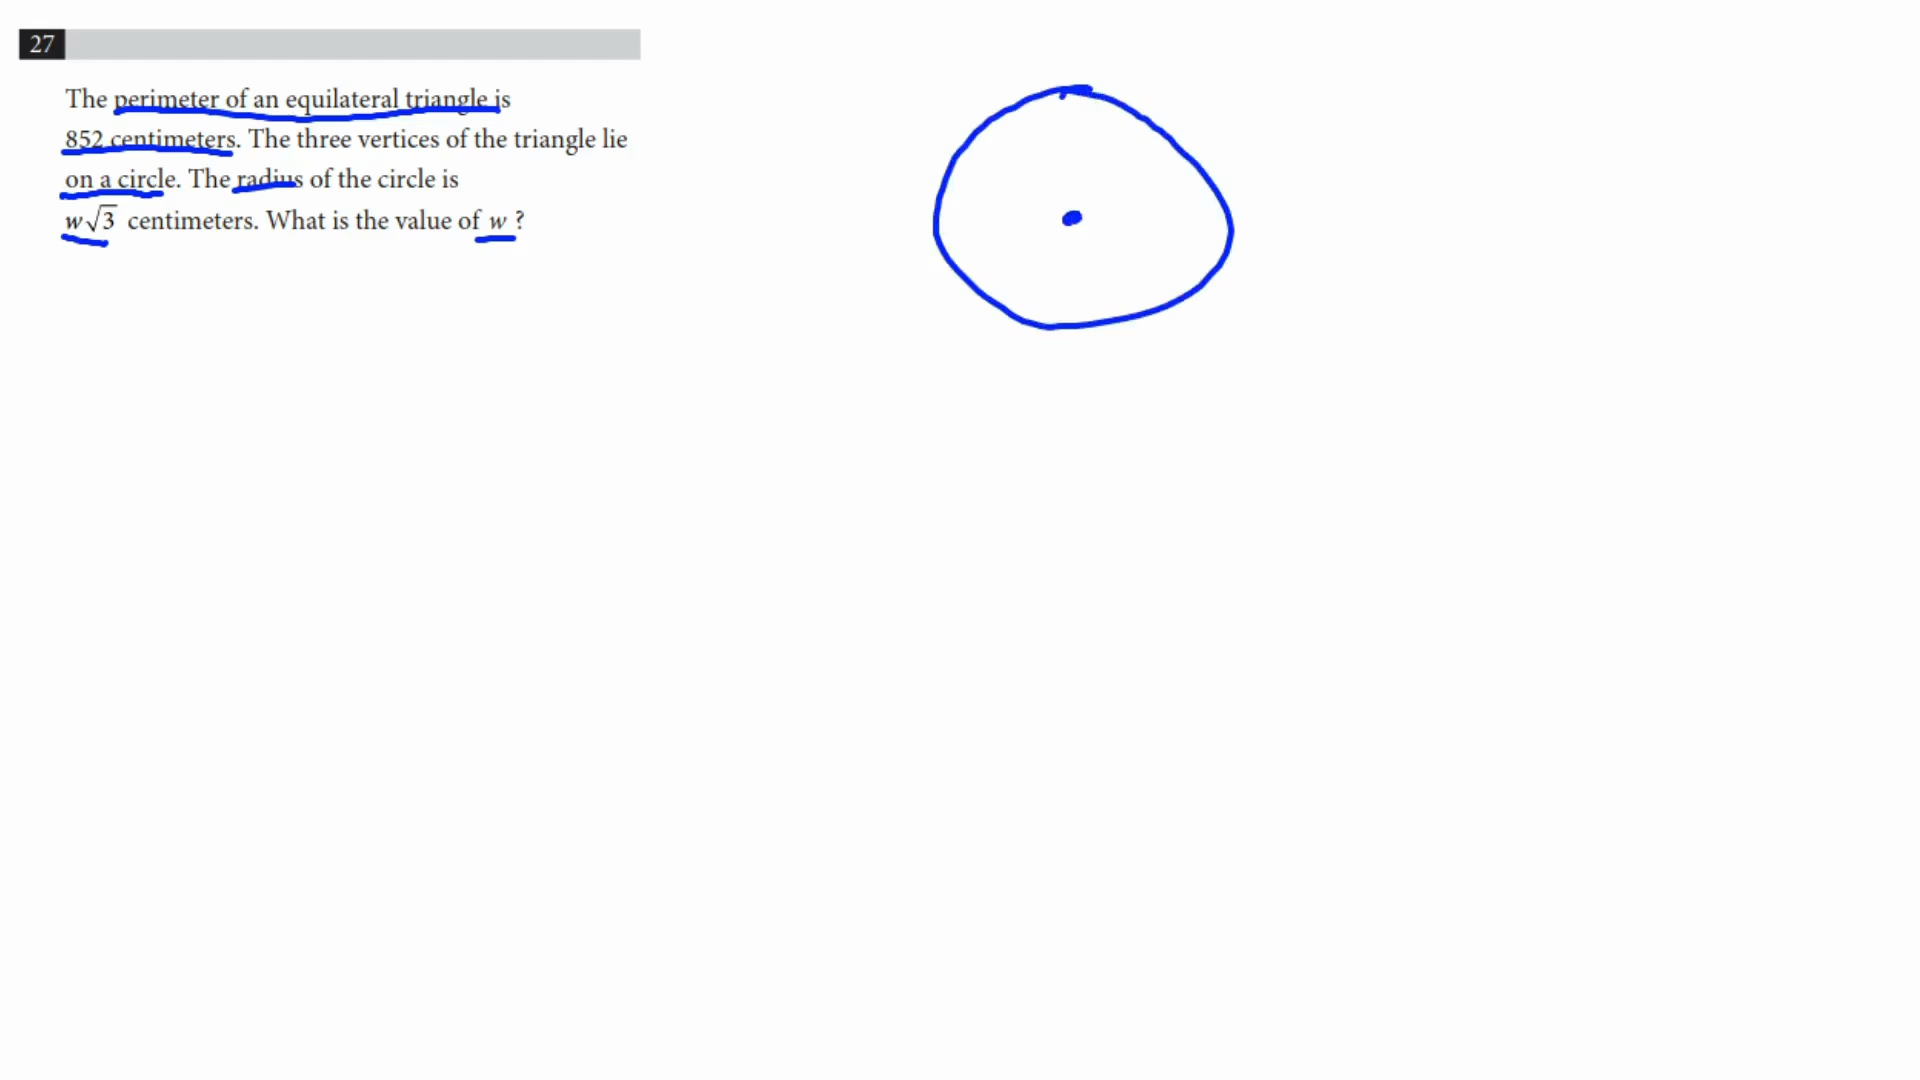 27
The perimeter of an equilateral triangle is
852 centimeters. The three vertices of the triangle lie
on a circle. The radius of the circle is
w√3 centimeters. What is the value of w ?